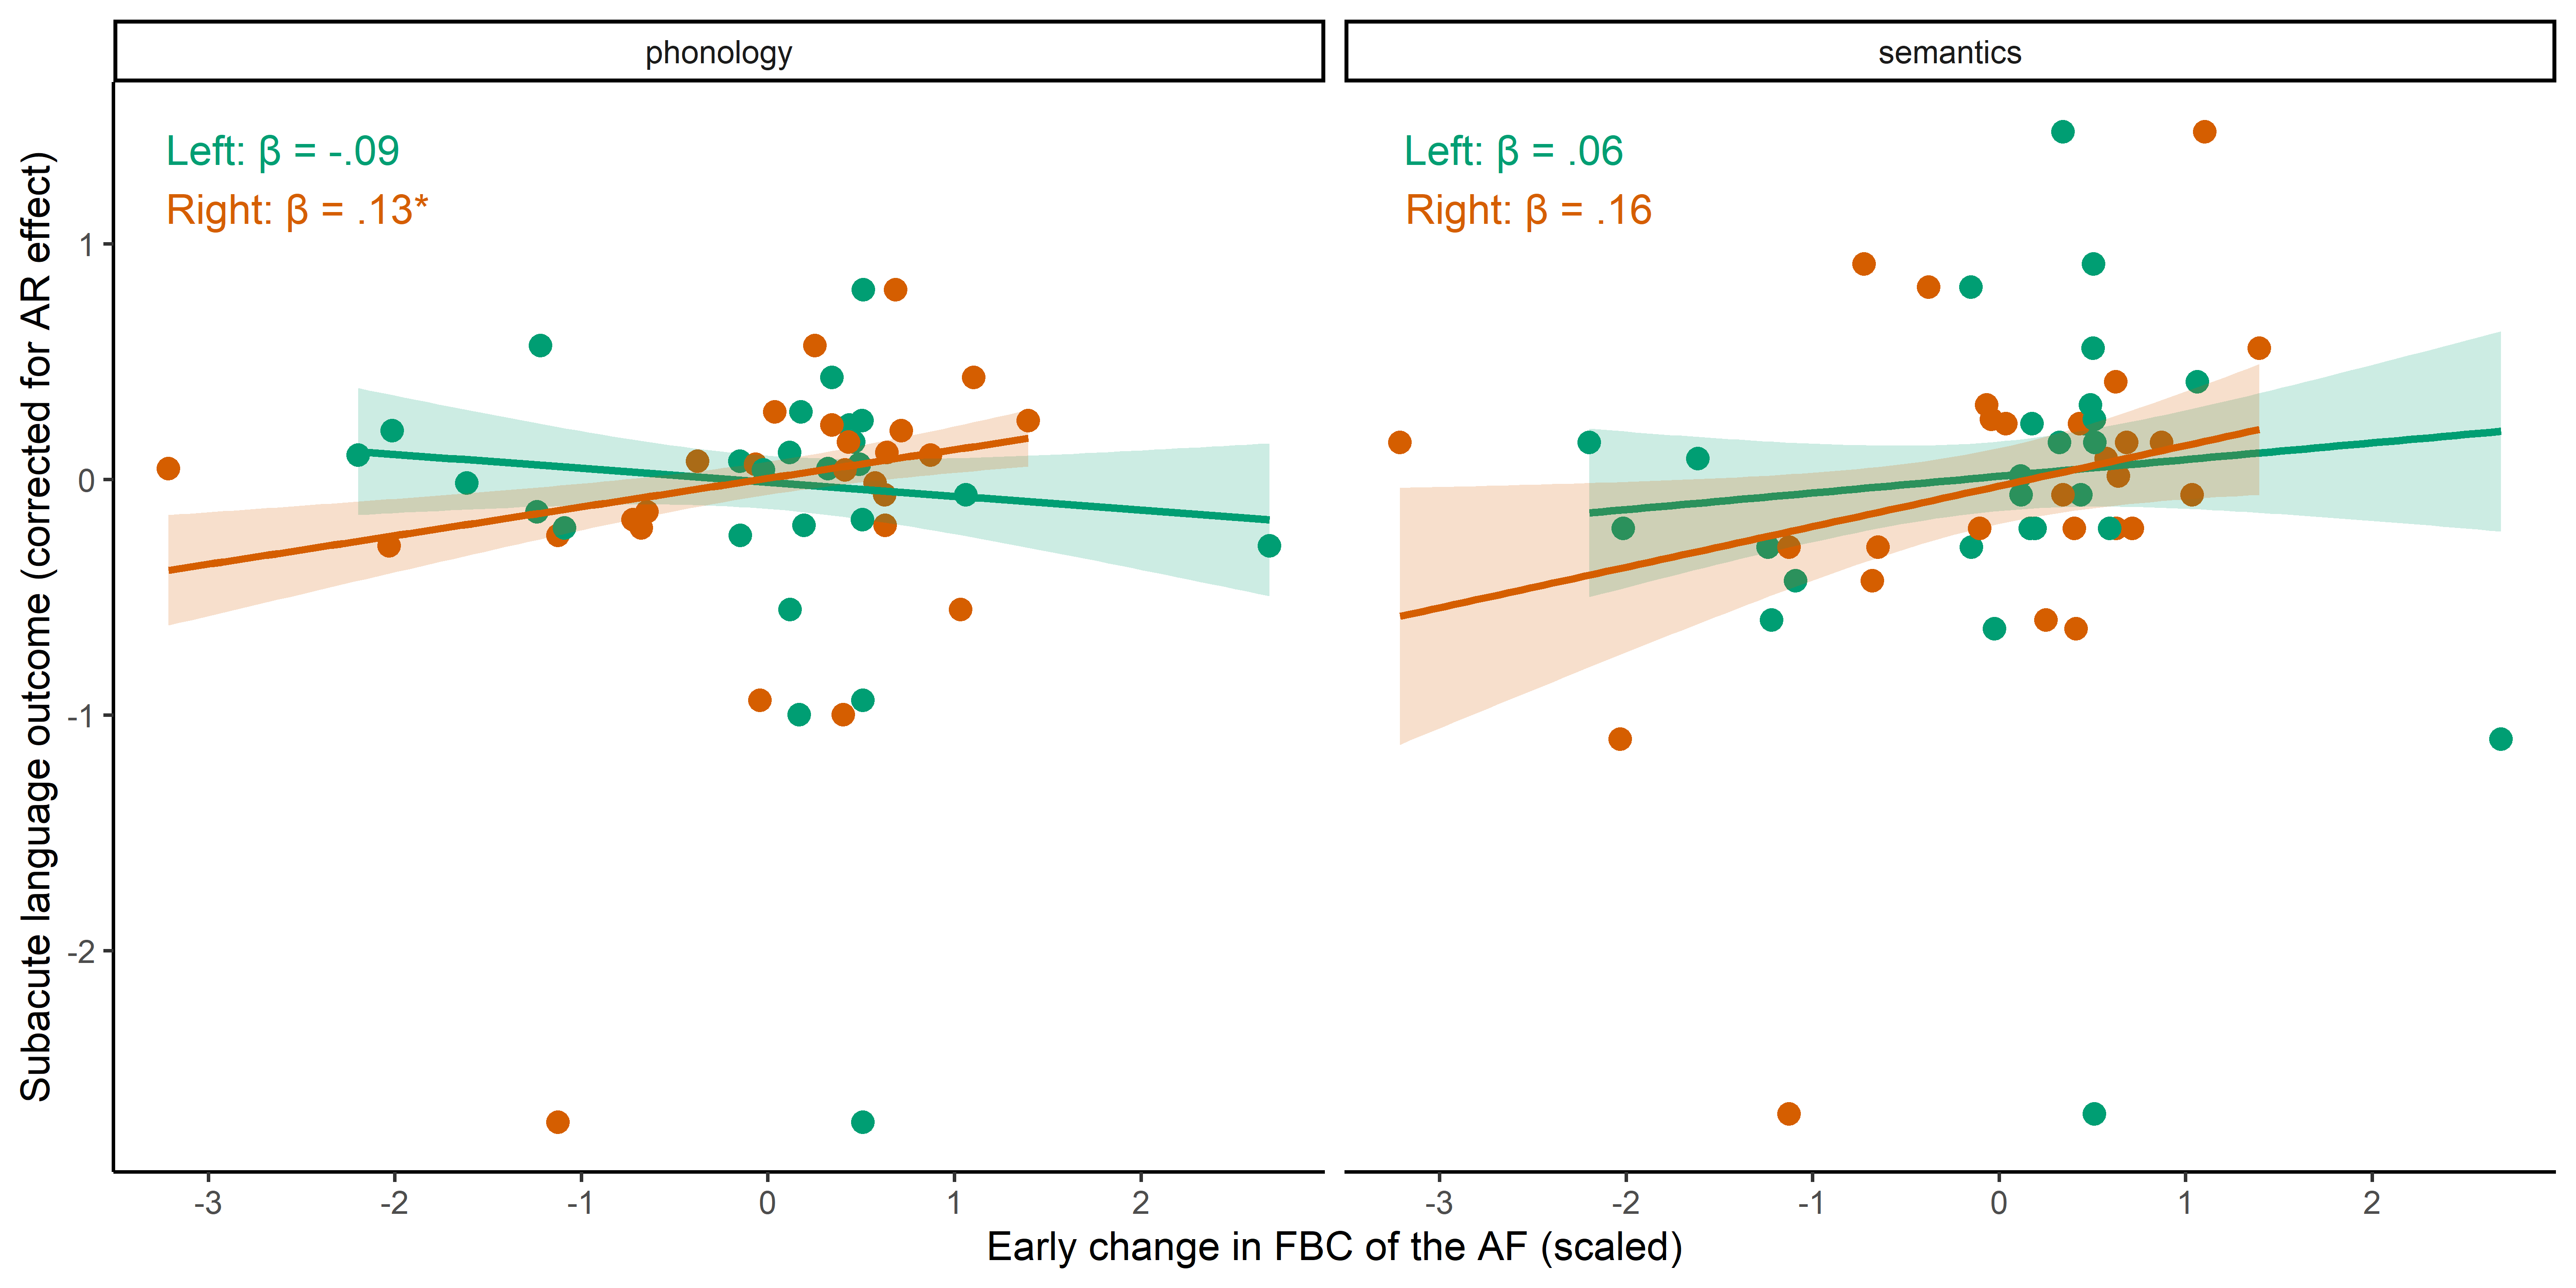 phonology
semantics
Left: β = -.09
Right: β = .13*
Left: β = .06
Right: β = .16
Subacute language outcome (corrected for AR effect)
1
0
-1
-2
-3 -2 -1 0 1 2
-3 -2 -1 0 1 2
Early change in FBC of the AF (scaled)